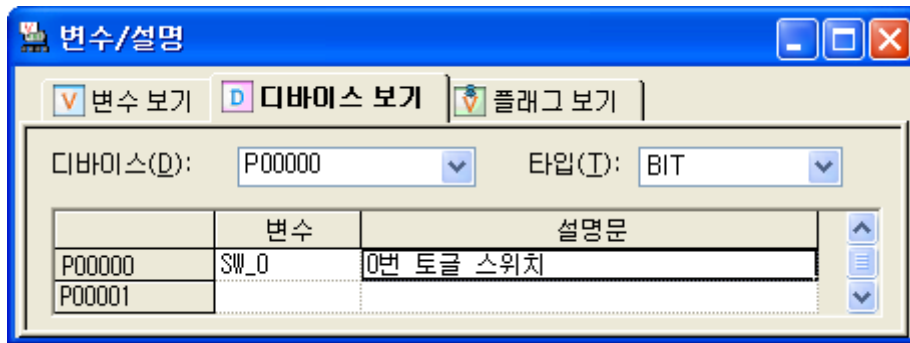 변수/설명
V 변수 보기 D 디바이스 보기 V 플래그 보기
디바이스(D): P00000 타입(T): BIT
변수 설명문
P00000 SW_0 0번 토글 스위치
P00001